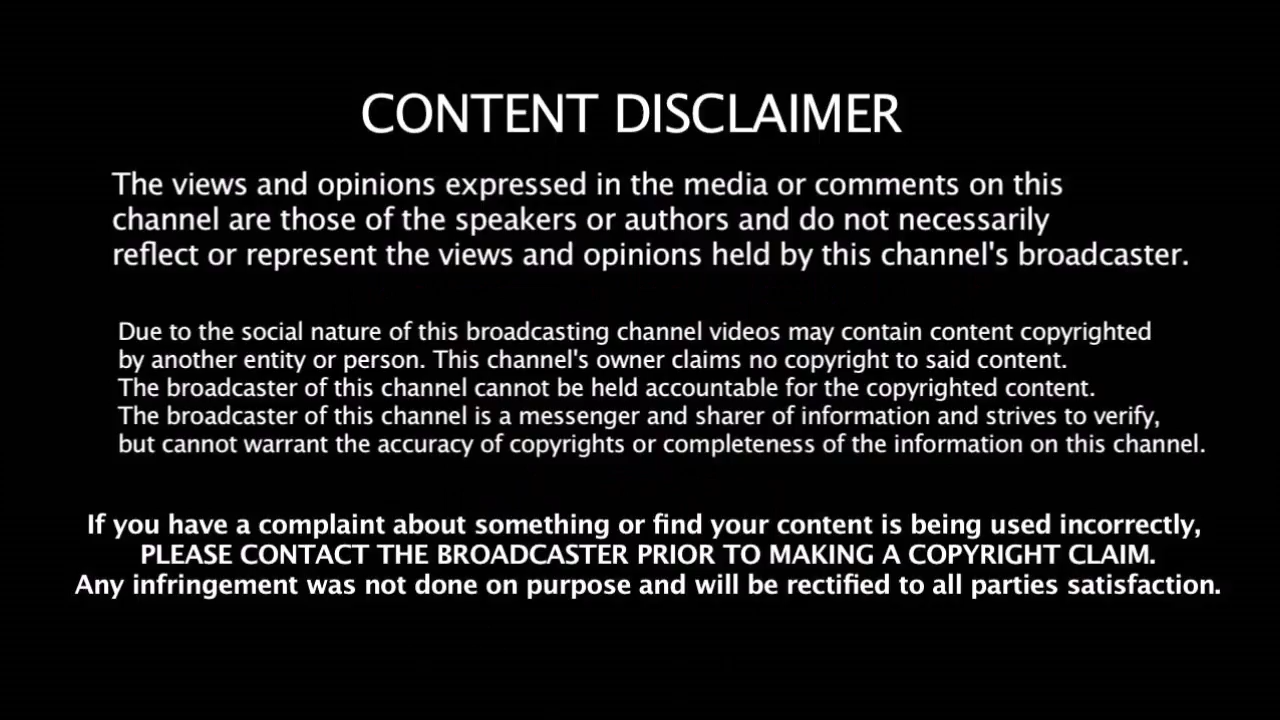 CONTENT DISCLAIMER
The views and opinions expressed in the media or comments on this
channel are those of the speakers or authors and do not necessarily
reflect or represent the views and opinions held by this channel's broadcaster.
Due to the social nature of this broadcasting channel videos may contain content copyrighted
by another entity or person. This channel's owner claims no copyright to said content.
The broadcaster of this channel cannot be held accountable for the copyrighted content.
The broadcaster of this channel is a messenger and sharer of information and strives to verify,
but cannot warrant the accuracy of copyrights or completeness of the information on this channel.
If you have a complaint about something or find your content is being used incorrectly,
PLEASE CONTACT THE BROADCASTER PRIOR TO MAKING A COPYRIGHT CLAIM.
Any infringement was not done on purpose and will be rectified to all parties satisfaction.